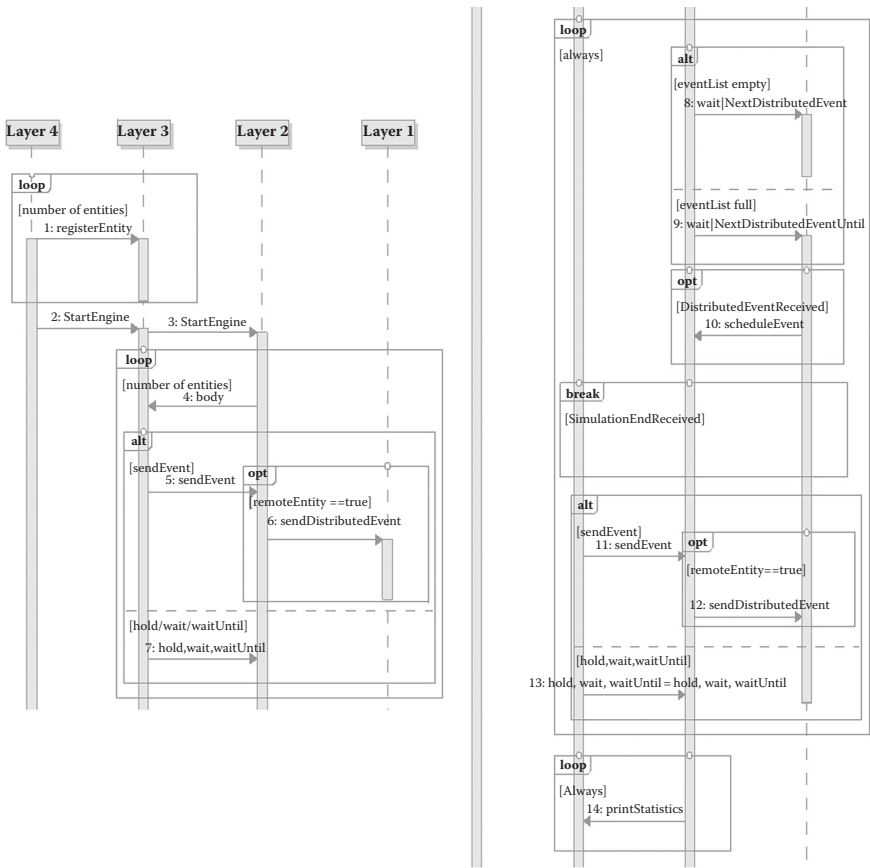 Layer 4
Layer 3
Layer 2
Layer 1
loop
[number of entities]
1: registerEntity
2: StartEngine
3: StartEngine
loop
[number of entities]
4: body
alt
[sendEvent]
5: sendEvent
opt
[remoteEntity ==true]
6: sendDistributedEvent
[hold/wait/waitUntil]
7: hold,wait,waitUntil
loop
[always]
alt
[eventList empty]
8: wait|NextDistributedEvent
[eventList full]
9: wait|NextDistributedEventUntil
opt
[DistributedEventReceived]
10: scheduleEvent
break
[SimulationEndReceived]
alt
[sendEvent]
11: sendEvent
opt
[remoteEntity==true]
12: sendDistributedEvent
[hold,wait,waitUntil]
13: hold, wait, waitUntil = hold, wait, waitUntil
loop
[Always]
14: printStatistics